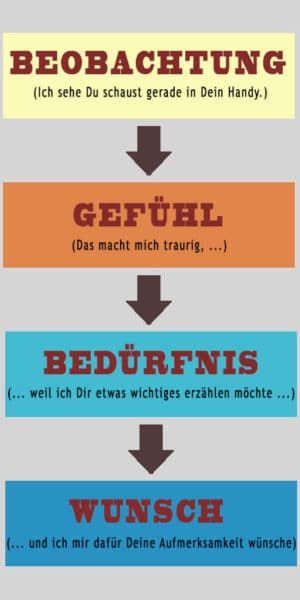 BEOBACHTUNG
(Ich sehe Du schaust gerade in Dein Handy.)
GEFÜHL
(Das macht mich traurig, ...)
BEDÜRFNIS
(... weil ich Dir etwas wichtiges erzählen möchte ...)
WUNSCH
(... und ich mir dafür Deine Aufmerksamkeit wünsche)